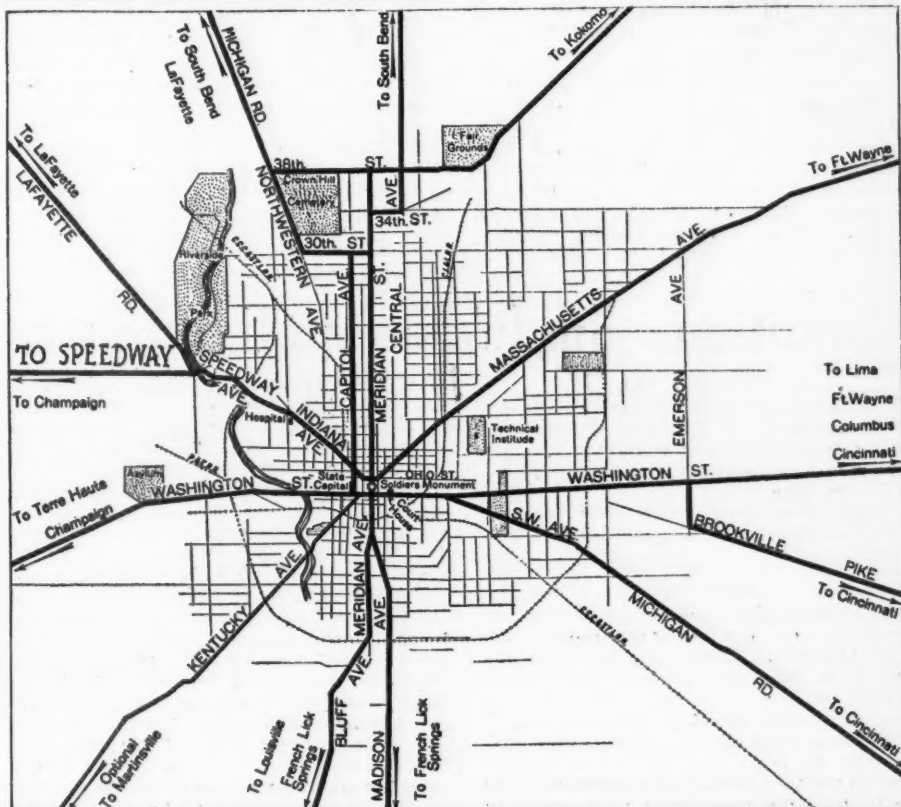 To South Bend
LaFayette
MICHIGAN RD.
To South Bend
To Kokomo
To LaFayette
LAFAYETTE
RD.
Fair
Grounds
To Ft.Wayne
38th.
ST.
Crown Hill
Cemetery
NORTHWESTERN
AVE.
AVE.
34th.
ST.
30th.
ST.
Riverside
Park
CAPITOL
AVE.
MERIDIAN
ST.
CENTRAL
MASSACHUSETTS
AVE.
EMERSON
AVE
TO SPEEDWAY
To Champaign
SPEEDWAY
AVE.
Hospitals
INDIANA
AVE.
Technical
Institute
To Lima
Ft.Wayne
Columbus
Cincinnati
WASHINGTON
ST.
State
Capital
OHIO ST.
Soldiers Monument
Court
House
WASHINGTON
ST.
To Terre Haute
Champaign
S.W. AVE.
BROOKVILLE
PIKE
To Cincinnati
MICHIGAN
RD.
To Cincinnati
KENTUCKY
AVE.
MERIDIAN AVE.
AVE.
BLUFF
AVE.
MADISON
Optional
To Martinsville
To Louisville
French Lick
Springs
To French Lick
Springs